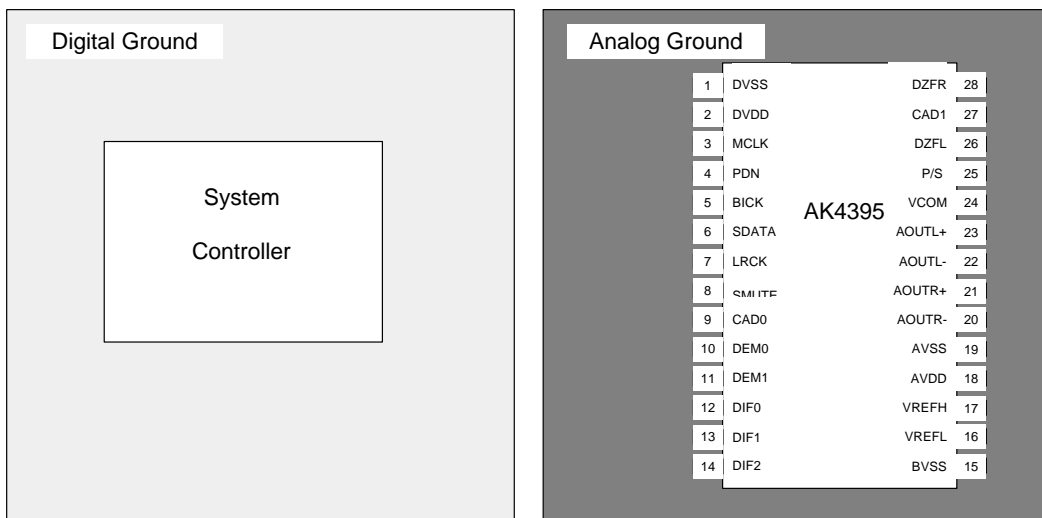 Digital Ground
System
Controller
Analog Ground
AK4395
1 DVSS DZFR 28
2 DVDD CAD1 27
3 MCLK DZFL 26
4 PDN P/S 25
5 BICK VCOM 24
6 SDATA AOUTL+ 23
7 LRCK AOUTL- 22
8 SMUTE AOUTR+ 21
9 CAD0 AOUTR- 20
10 DEM0 AVSS 19
11 DEM1 AVDD 18
12 DIF0 VREFH 17
13 DIF1 VREFL 16
14 DIF2 BVSS 15